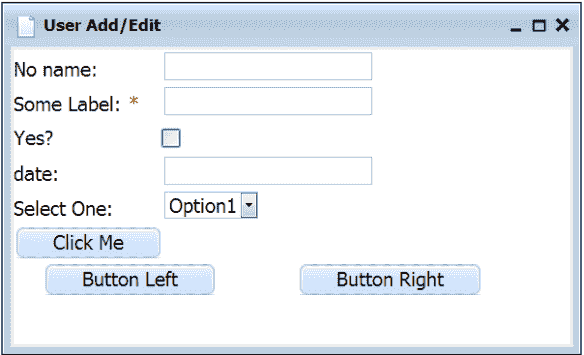 User Add/Edit
No name:
Some Label: *
Yes?
date:
Select One: Option1
Click Me
Button Left Button Right